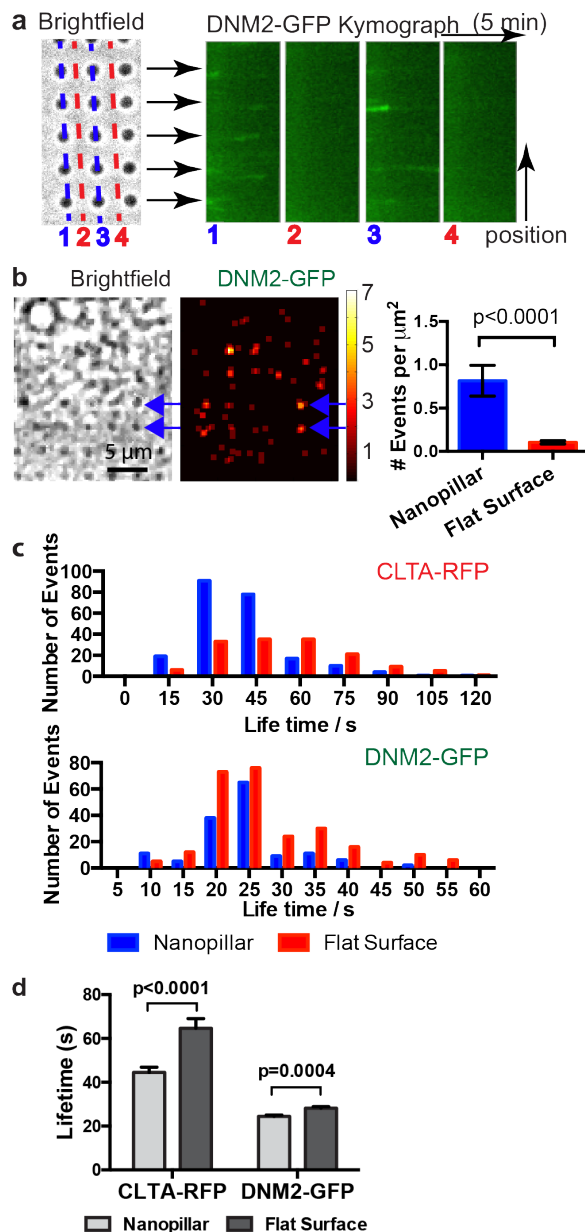 a
Brightfield
DNM2-GFP Kymograph (5 min)
1 2 3 4
1 2 3 4
position
b
Brightfield
DNM2-GFP
5 µm
7
5
3
1
p<0.0001
# Events per µm²
1.5
1.0
0.5
0.0
Nanopillar
Flat Surface
c
CLTA-RFP
Number of Events
100
80
60
40
20
0
0 15 30 45 60 75 90 105 120
Life time / s
DNM2-GFP
Number of Events
80
60
40
20
0
5 10 15 20 25 30 35 40 45 50 55 60
Life time / s
Nanopillar Flat Surface
d
p<0.0001
p=0.0004
Lifetime (s)
80
60
40
20
0
CLTA-RFP DNM2-GFP
Nanopillar Flat Surface